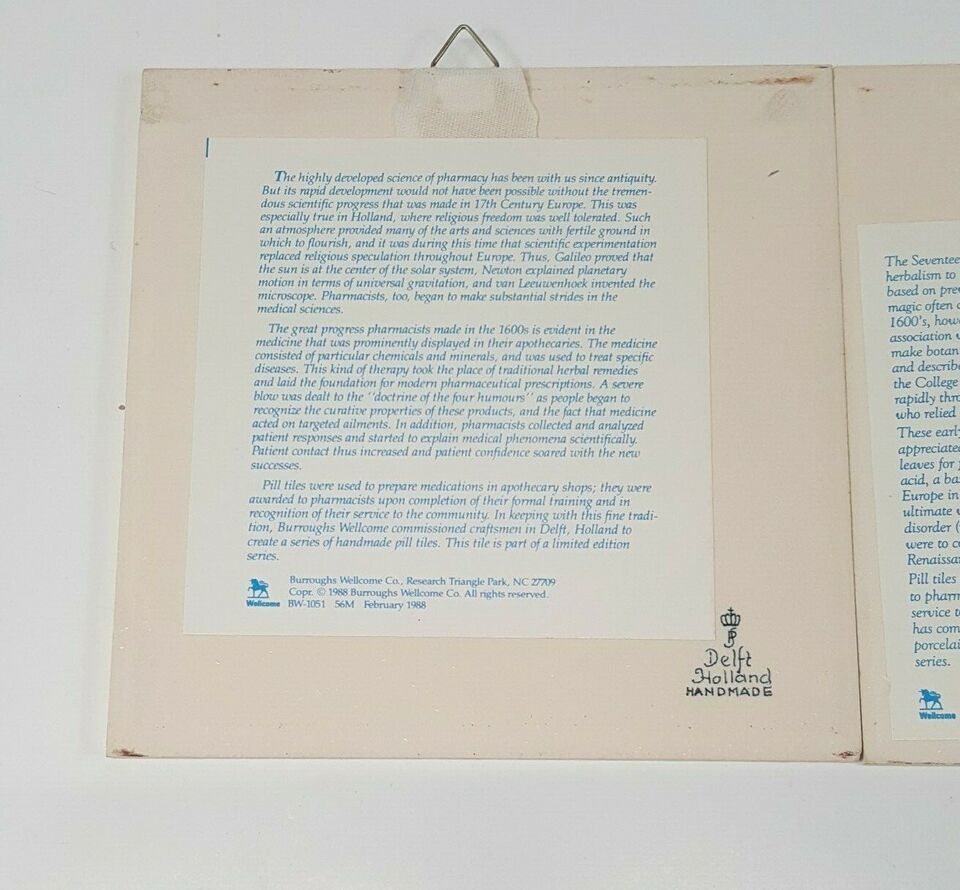 The highly developed science of pharmacy has been with us since antiquity.
But its rapid development would not have been possible without the tremen-
dous scientific progress that was made in 17th Century Europe. This was
especially true in Holland, where religious freedom was well tolerated. Such
an atmosphere provided many of the arts and sciences with fertile ground in
which to flourish, and it was during this time that scientific experimentation
replaced religious speculation throughout Europe. Thus, Galileo proved that
the sun is at the center of the solar system, Newton explained planetary
motion in terms of universal gravitation, and van Leeuwenhoek invented the
microscope. Pharmacists, too, began to make substantial strides in the
medical sciences.
The great progress pharmacists made in the 1600s is evident in the
medicine that was prominently displayed in their apothecaries. The medicine
consisted of particular chemicals and minerals, and was used to treat specific
diseases. This kind of therapy took the place of traditional herbal remedies
and laid the foundation for modern pharmaceutical prescriptions. A severe
blow was dealt to the "doctrine of the four humours" as people began to
recognize the curative properties of these products, and the fact that medicine
acted on targeted ailments. In addition, pharmacists collected and analyzed
patient responses and started to explain medical phenomena scientifically.
Patient contact thus increased and patient confidence soared with the new
successes.
Pill tiles were used to prepare medications in apothecary shops; they were
awarded to pharmacists upon completion of their formal training and in
recognition of their service to the community. In keeping with this fine tradi-
tion, Burroughs Wellcome commissioned craftsmen in Delft, Holland to
create a series of handmade pill tiles. This tile is part of a limited edition
series.
Burroughs Wellcome Co., Research Triangle Park, NC 27709
Copr. © 1988 Burroughs Wellcome Co. All rights reserved.
Wellcome BW-1051 56M February 1988
Delft
Holland
HANDMADE
The Seventee
herbalism to
based on pre
magic often
1600's, how
association
make botan
and describe
the College
rapidly thro
who relied
These early
appreciated
leaves for
acid, a ba
Europe in
ultimate
disorder
were to c
Renaissa
Pill tiles
to pharm
service t
has com
porcelai
series.
Wellcome